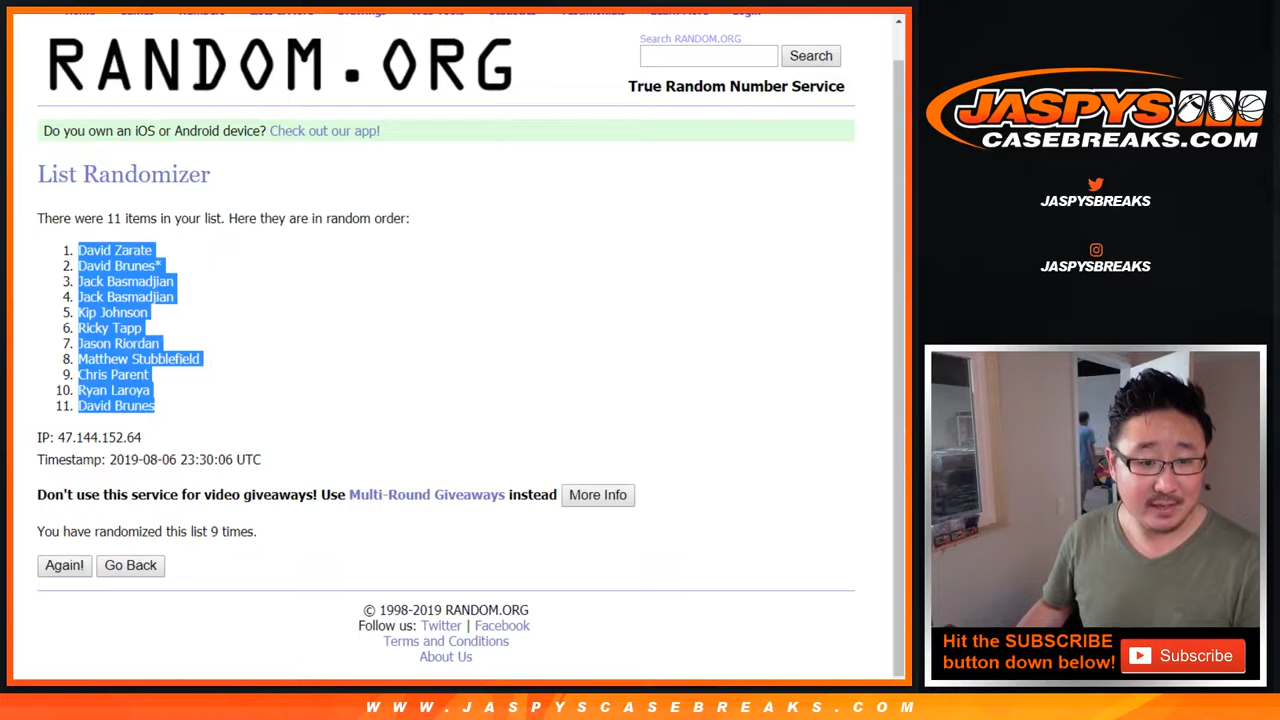 RANDOM.ORG
Search RANDOM.ORG
Search
True Random Number Service
Do you own an iOS or Android device? Check out our app!
List Randomizer
There were 11 items in your list. Here they are in random order:
1. David Zarate
2. David Brunes*
3. Jack Basmadjian
4. Jack Basmadjian
5. Kip Johnson
6. Ricky Tapp
7. Jason Riordan
8. Matthew Stubblefield
9. Chris Parent
10. Ryan Laroya
11. David Brunes
IP: 47.144.152.64
Timestamp: 2019-08-06 23:30:06 UTC
Don't use this service for video giveaways! Use Multi-Round Giveaways instead More Info
You have randomized this list 9 times.
Again! Go Back
© 1998-2019 RANDOM.ORG
Follow us: Twitter | Facebook
Terms and Conditions
About Us
JASPYS
CASEBREAKS.COM
JASPYSBREAKS
JASPYSBREAKS
Hit the SUBSCRIBE
button down below!
Subscribe
WWW.JASPYSCASEBREAKS.COM